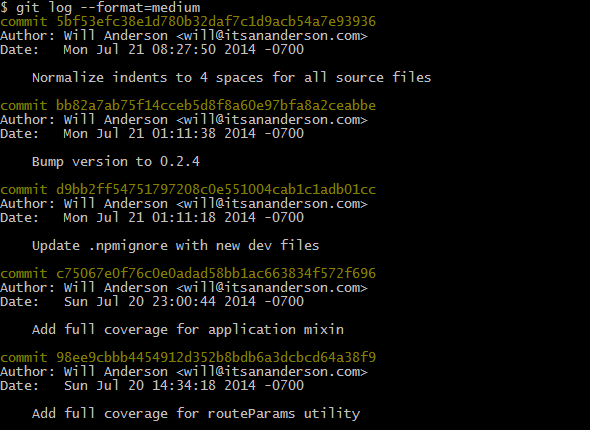 $ git log --format=medium
commit 5bf53efc38e1d780b32daf7c1d9acb54a7e93936
Author: Will Anderson <will@itsananderson.com>
Date:   Mon Jul 21 08:27:50 2014 -0700
    Normalize indents to 4 spaces for all source files
commit bb82a7ab75f14cceb5d8f8a60e97bfa8a2ceabbe
Author: Will Anderson <will@itsananderson.com>
Date:   Mon Jul 21 01:11:38 2014 -0700
    Bump version to 0.2.4
commit d9bb2ff54751797208c0e551004cab1c1adb01cc
Author: Will Anderson <will@itsananderson.com>
Date:   Mon Jul 21 01:11:18 2014 -0700
    Update .npmignore with new dev files
commit c75067e0f76c0e0adad58bb1ac663834f572f696
Author: Will Anderson <will@itsananderson.com>
Date:   Sun Jul 20 23:00:44 2014 -0700
    Add full coverage for application mixin
commit 98ee9cbbb4454912d352b8bdb6a3dcbcd64a38f9
Author: Will Anderson <will@itsananderson.com>
Date:   Sun Jul 20 14:34:18 2014 -0700
    Add full coverage for routeParams utility